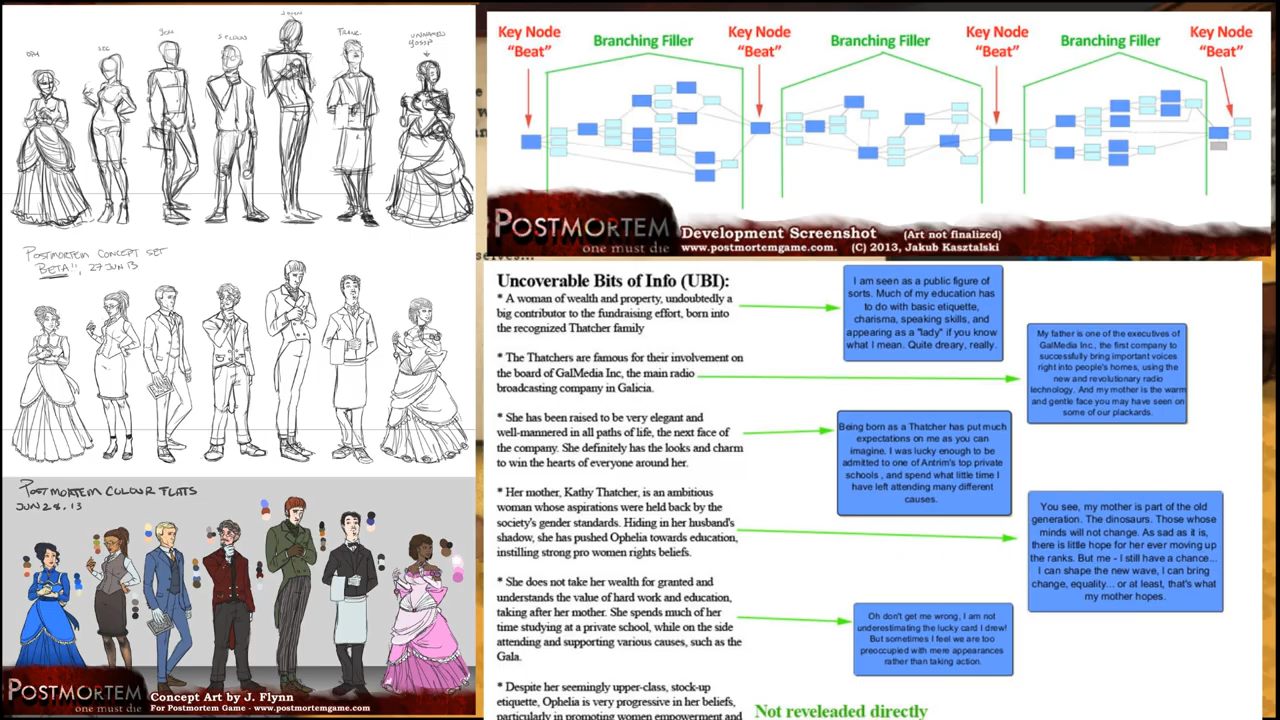 OPH
JACK
FRANK
UNNAMED
GOSSIP
POSTMORTEM CONCEPT SET
BETA!!, 27 JUN 13
POSTMORTEM COLOUR FLATS
JUN 28. 13
POSTMORTEM
one must die
Concept Art by J. Flynn
For Postmortem Game - www.postmortemgame.com
Key Node
"Beat"
Branching Filler
Key Node
"Beat"
Branching Filler
Key Node
"Beat"
Branching Filler
Key Node
"Beat"
POSTMORTEM
one must die
Development Screenshot (Art not finalized)
www.postmortemgame.com. (C) 2013, Jakub Kasztalski
Uncoverable Bits of Info (UBI):
* A woman of wealth and property, undoubtedly a
big contributor to the fundraising effort, born into
the recognized Thatcher family
* The Thatchers are famous for their involvement on
the board of GalMedia Inc, the main radio
broadcasting company in Galicia.
* She has been raised to be very elegant and
well-mannered in all paths of life, the next face of
the company. She definitely has the looks and charm
to win the hearts of everyone around her.
* Her mother, Kathy Thatcher, is an ambitious
woman whose aspirations were held back by the
society's gender standards. Hiding in her husband's
shadow, she has pushed Ophelia towards education,
instilling strong pro women rights beliefs.
* She does not take her wealth for granted and
understands the value of hard work and education,
taking after her mother. She spends much of her
time studying at a private school, while on the side
attending and supporting various causes, such as the
Gala.
* Despite her seemingly upper-class, stock-up
etiquette, Ophelia is very progressive in her beliefs,
particularly in promoting women empowerment and
I am seen as a public figure of
sorts. Much of my education has
to do with basic etiquette,
charisma, speaking skills, and
appearing as a "lady" if you know
what I mean. Quite dreary, really.
My father is one of the executives of
GalMedia Inc., the first company to
successfully bring important voices
right into people's homes, using the
new and revolutionary radio
technology. And my mother is the warm
and gentle face you may have seen on
some of our plackards.
Being born as a Thatcher has put much
expectations on me as you can
imagine. I was lucky enough to be
admitted to one of Antrim's top private
schools , and spend what little time I
have left attending many different
causes.
You see, my mother is part of the old
generation. The dinosaurs. Those whose
minds will not change. As sad as it is,
there is little hope for her ever moving up
the ranks. But me - I still have a chance...
I can shape the new wave, I can bring
change, equality... or at least, that's what
my mother hopes.
Oh don't get me wrong, I am not
underestimating the lucky card I drew!
But sometimes I feel we are too
preoccupied with mere appearances
rather than taking action.
Not reveleaded directly